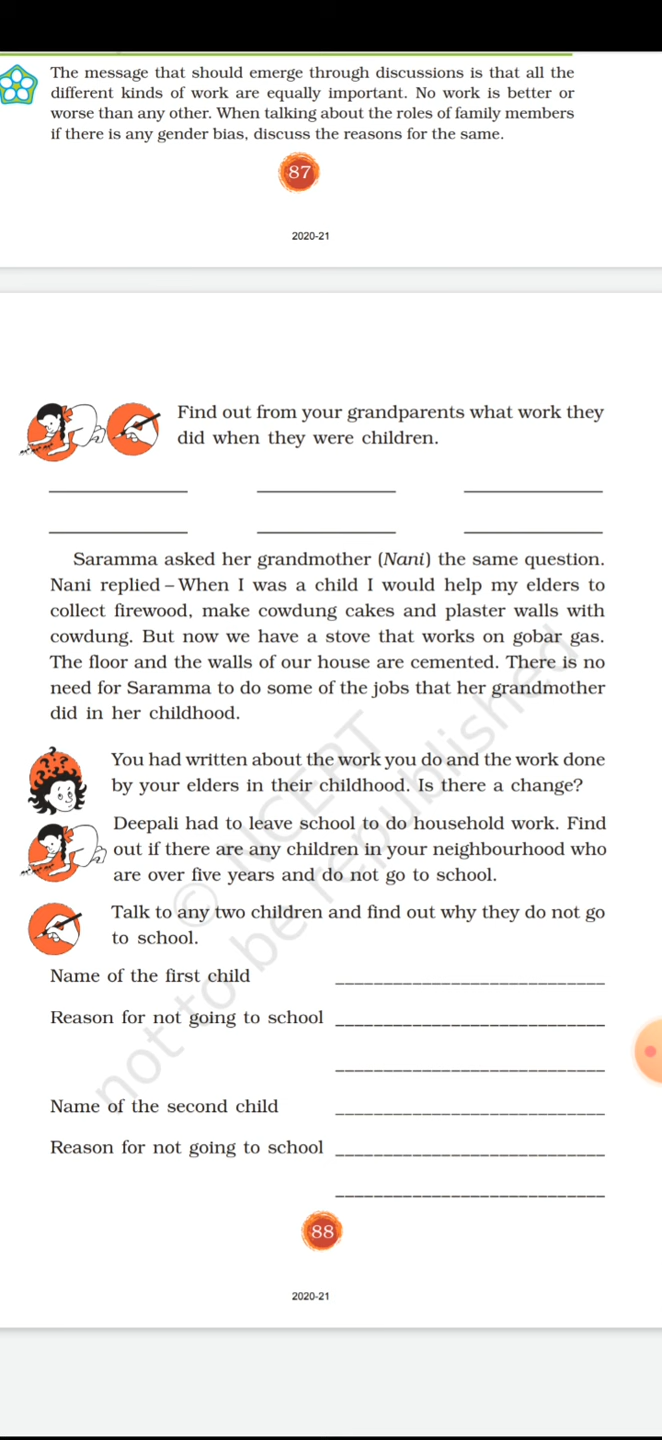 The message that should emerge through discussions is that all the
different kinds of work are equally important. No work is better or
worse than any other. When talking about the roles of family members
if there is any gender bias, discuss the reasons for the same.
87
2020-21
Find out from your grandparents what work they
did when they were children.
Saramma asked her grandmother (Nani) the same question.
Nani replied – When I was a child I would help my elders to
collect firewood, make cowdung cakes and plaster walls with
cowdung. But now we have a stove that works on gobar gas.
The floor and the walls of our house are cemented. There is no
need for Saramma to do some of the jobs that her grandmother
did in her childhood.
You had written about the work you do and the work done
by your elders in their childhood. Is there a change?
Deepali had to leave school to do household work. Find
out if there are any children in your neighbourhood who
are over five years and do not go to school.
Talk to any two children and find out why they do not go
to school.
Name of the first child
Reason for not going to school
Name of the second child
Reason for not going to school
88
2020-21
© NCERT
not to be republished